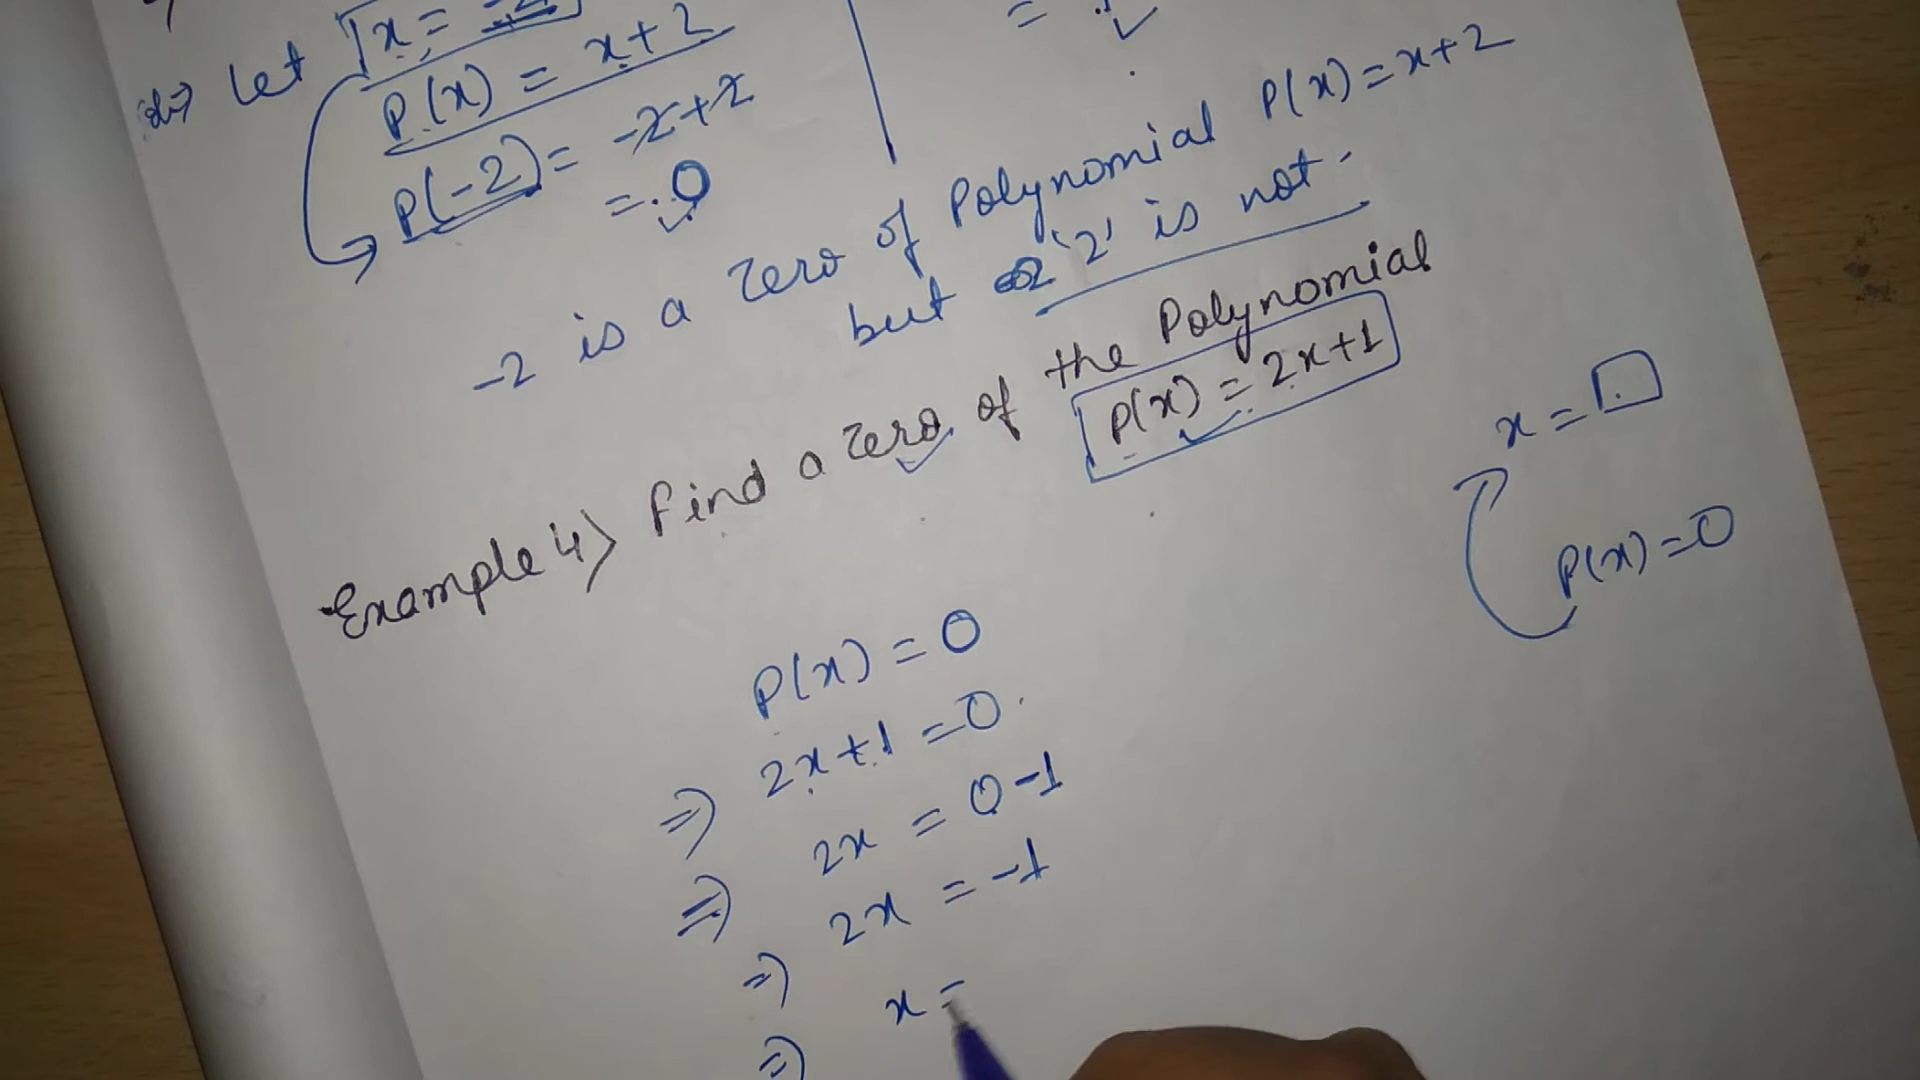 Let x = -2
P(x) = x+2
P(-2) = -2+2
= 0
=
-2 is a zero of Polynomial P(x) = x+2
but '2' is not.
Example 4) Find a zero of the Polynomial
P(x) = 2x+1
x = □
P(x) = 0
P(x) = 0
⇒ 2x+1 = 0
⇒ 2x = 0-1
⇒ 2x = -1
⇒ x =